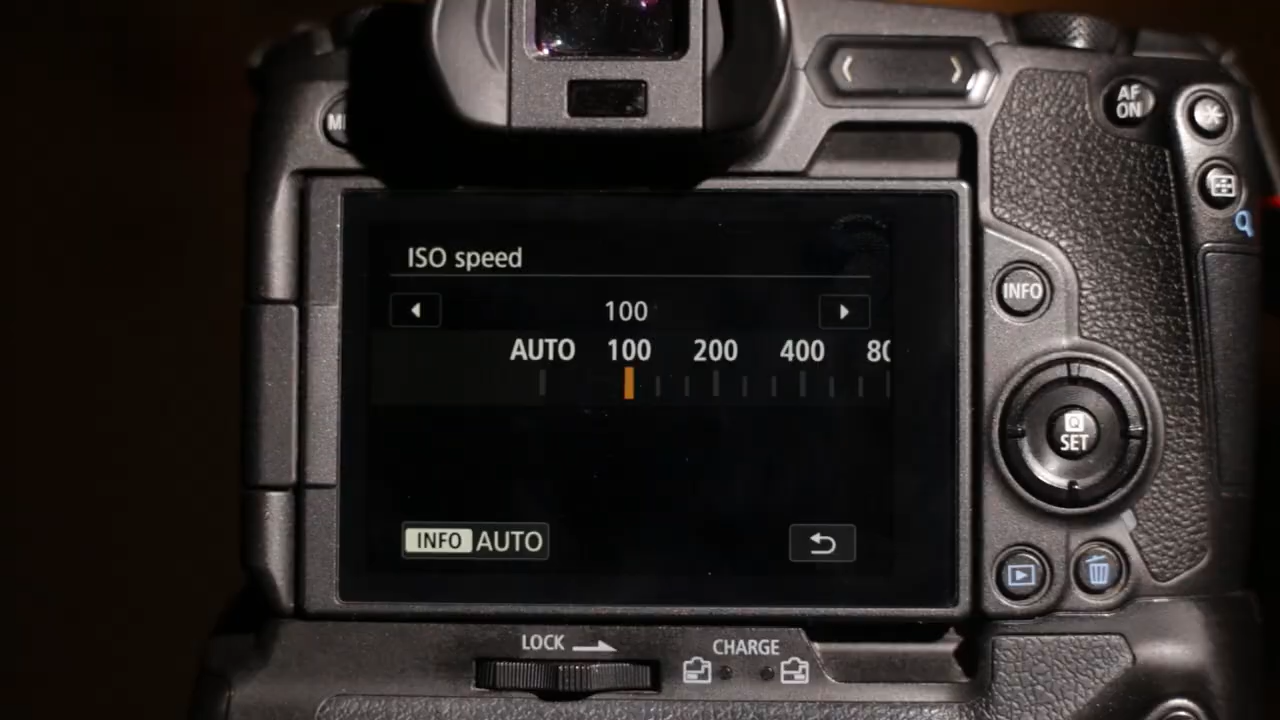 AF
ON
INFO
Q
SET
ISO speed
100
AUTO 100 200 400
INFO AUTO
LOCK
CHARGE